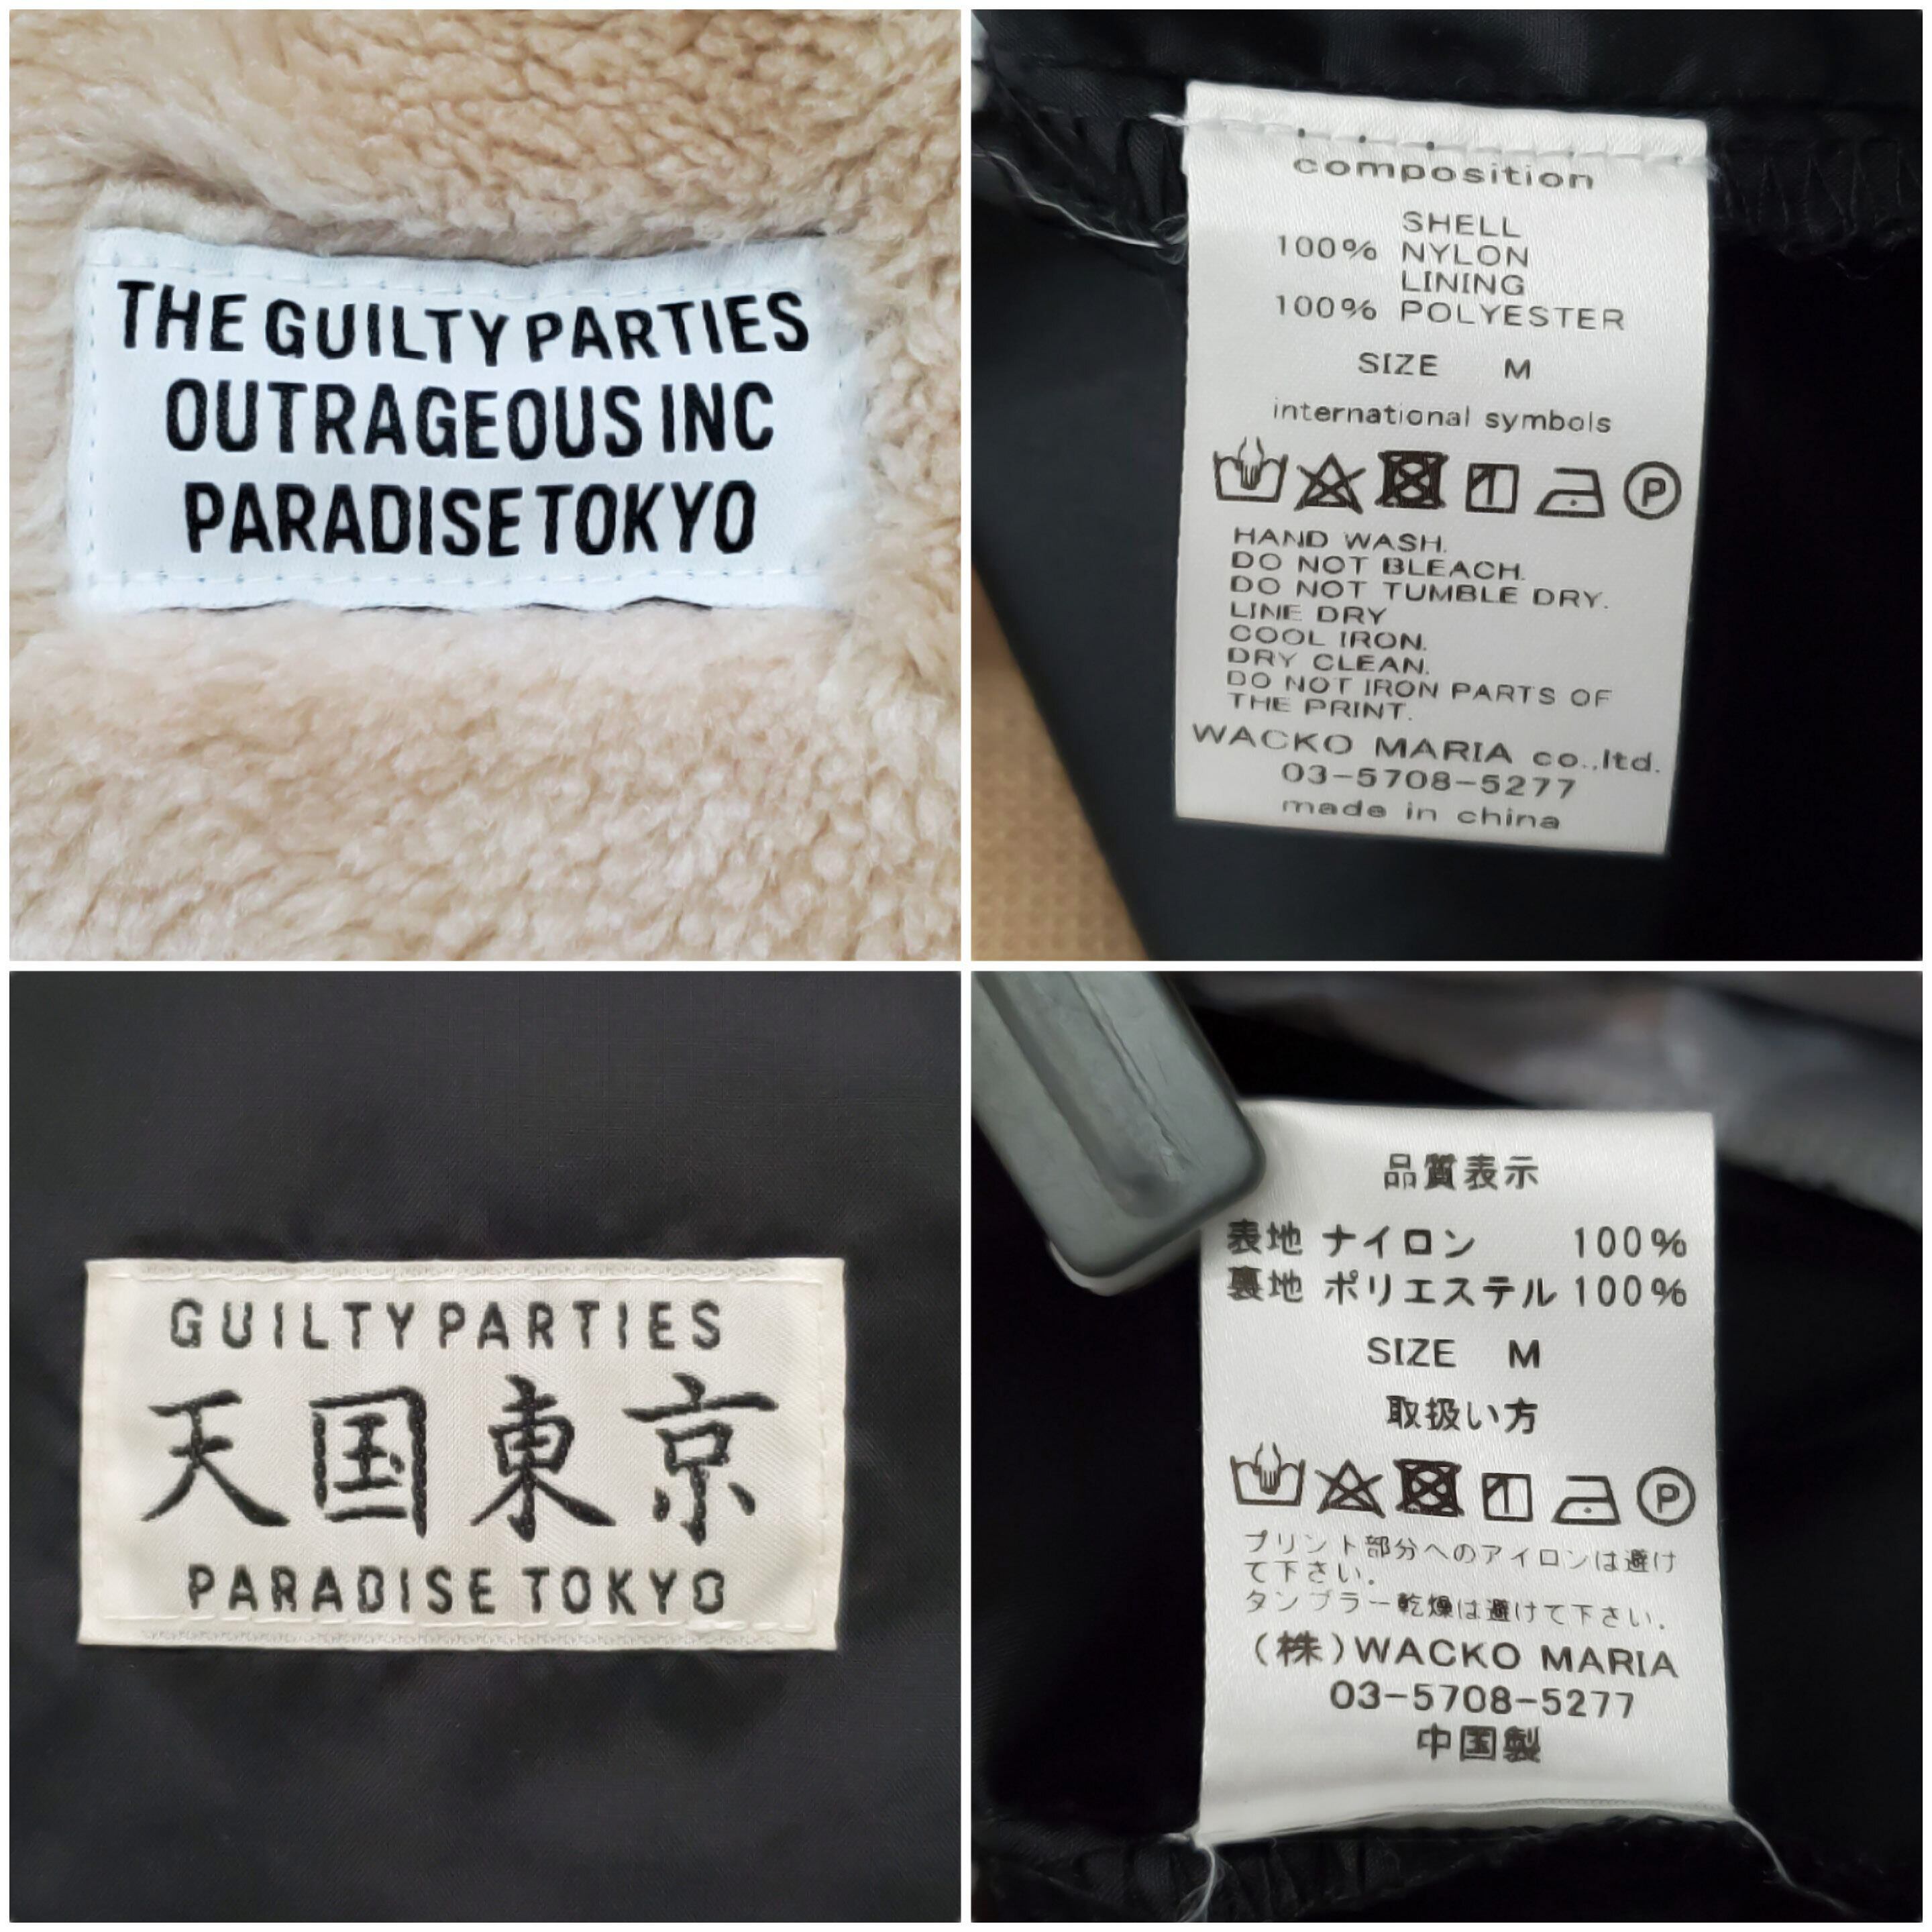 THE GUILTY PARTIES
OUTRAGEOUS INC
PARADISE TOKYO
composition
SHELL
100% NYLON
LINING
100% POLYESTER
SIZE M
international symbols
P
HAND WASH.
DO NOT BLEACH.
DO NOT TUMBLE DRY.
LINE DRY
COOL IRON.
DRY CLEAN.
DO NOT IRON PARTS OF
THE PRINT.
WACKO MARIA co.,ltd.
03-5708-5277
made in china
GUILTY PARTIES
天国東京
PARADISE TOKYO
品質表示
表地 ナイロン 100%
裏地 ポリエステル 100%
SIZE M
取扱い方
P
プリント部分へのアイロンは避け
て下さい.
タンブラー乾燥は避けて下さい.
(株)WACKO MARIA
03-5708-5277
中国製